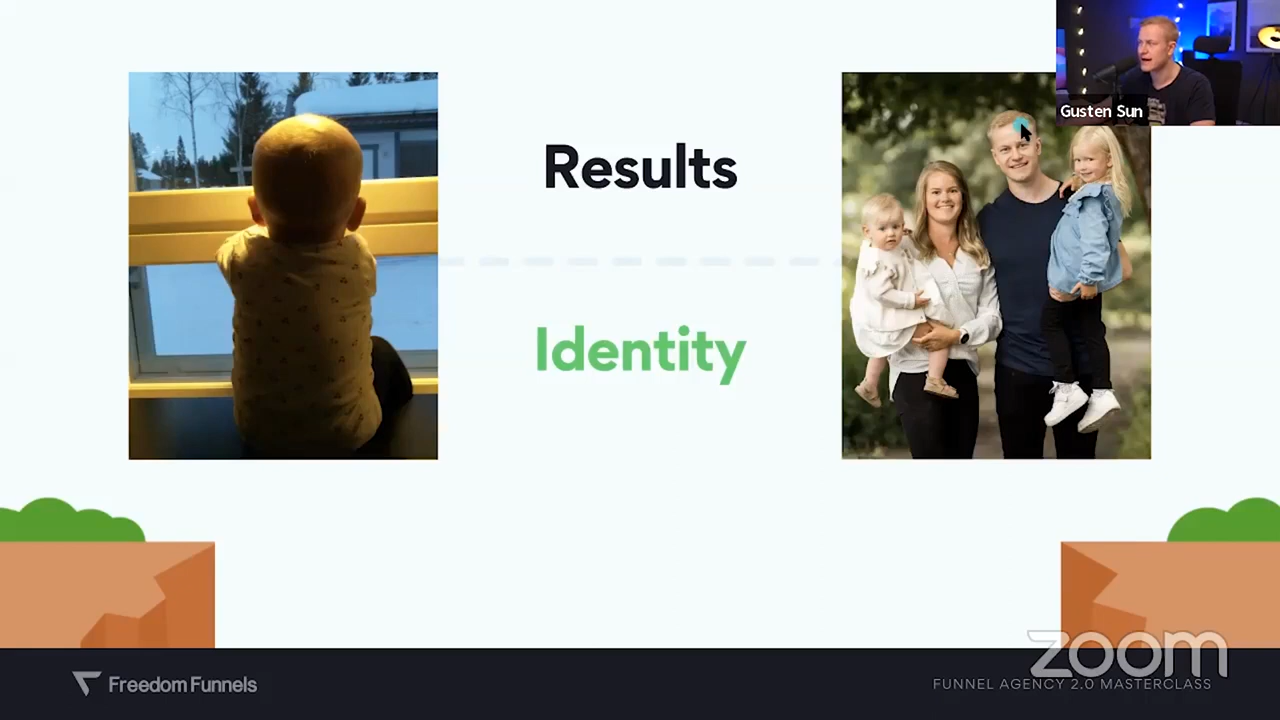 Gusten Sun
Results
Identity
zoom
Freedom Funnels
FUNNEL AGENCY 2.0 MASTERCLASS